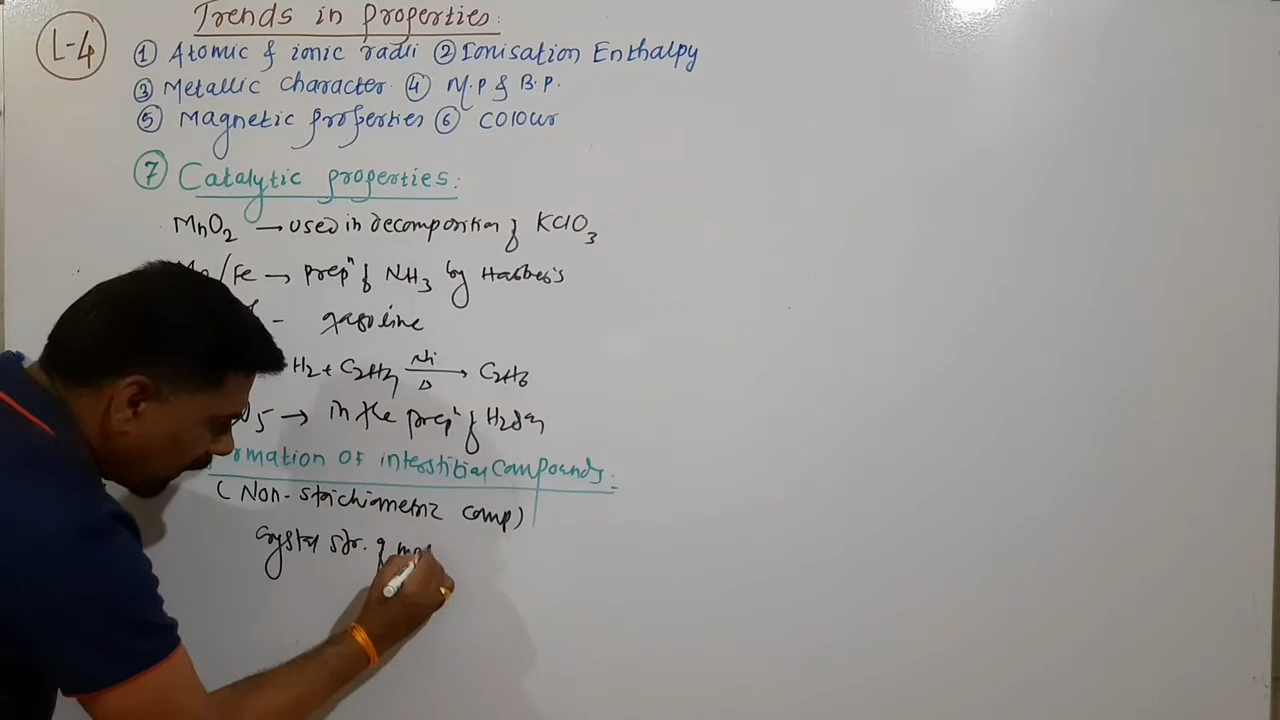 L-4
Trends in properties:
① Atomic & ionic radii ② Ionisation Enthalpy
③ Metallic character. ④ M.P & B.P.
⑤ Magnetic properties ⑥ Colour
⑦ Catalytic properties:
MnO2 → used in decomposition of KClO3
/Fe → prepn of NH3 by Haber's
- gasoline
H2 + C2H4 Ni Δ → C2H6
5 → in the prepn of H2SO4
rmation of interstitial compounds:
(Non-stoichiometric comp)
Crystal str. of